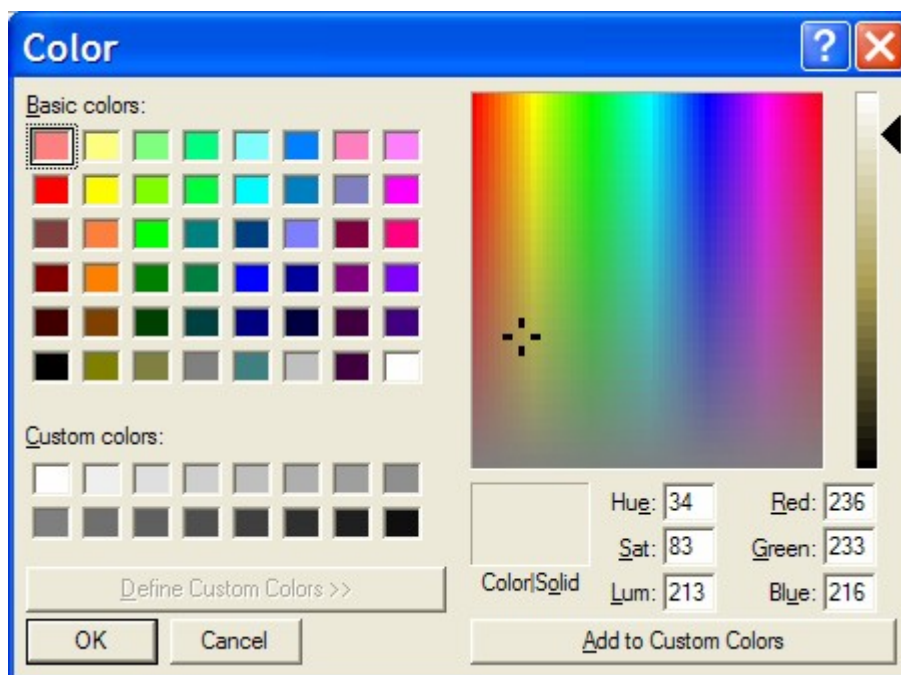 Color
Basic colors:
Custom colors:
Define Custom Colors >>
OK Cancel
Color|Solid
Hue: 34
Sat: 83
Lum: 213
Red: 236
Green: 233
Blue: 216
Add to Custom Colors